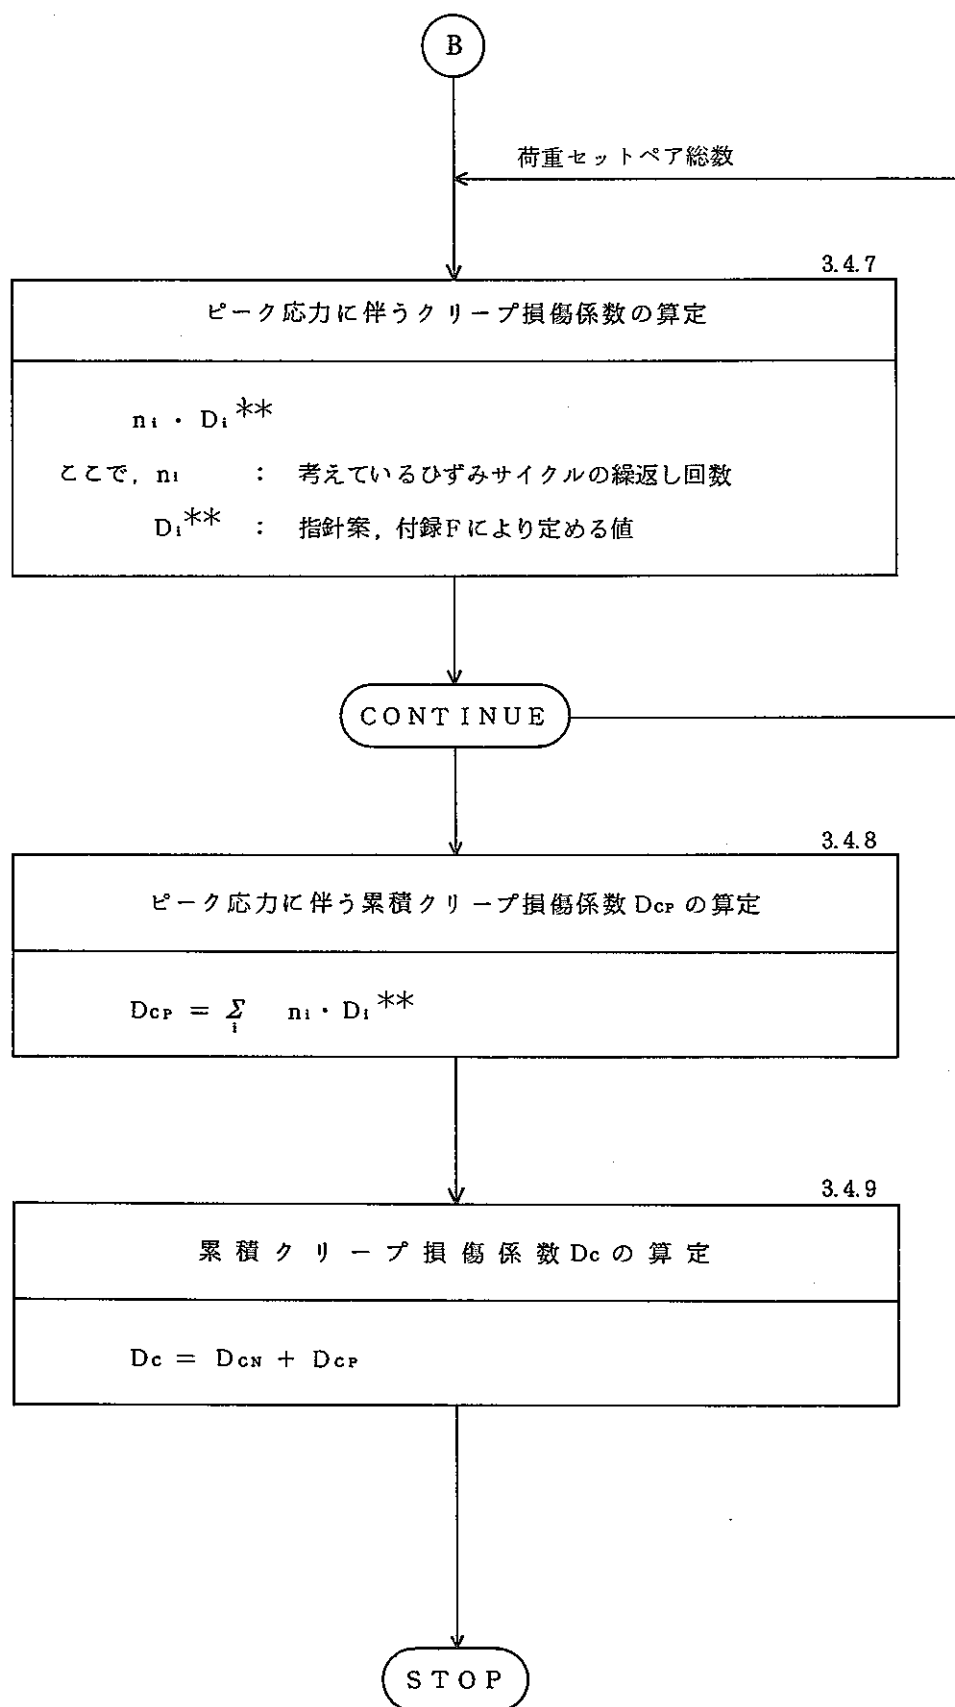 B
荷重セットペア総数
3.4.7
ピーク応力に伴うクリープ損傷係数の算定
ni・Di**
ここで, ni : 考えているひずみサイクルの繰返し回数
Di** : 指針案, 付録Fにより定める値
CONTINUE
3.4.8
ピーク応力に伴う累積クリープ損傷係数DCPの算定
DCP = Σi ni・Di**
3.4.9
累積クリープ損傷係数Dcの算定
Dc = DCN + DCP
STOP